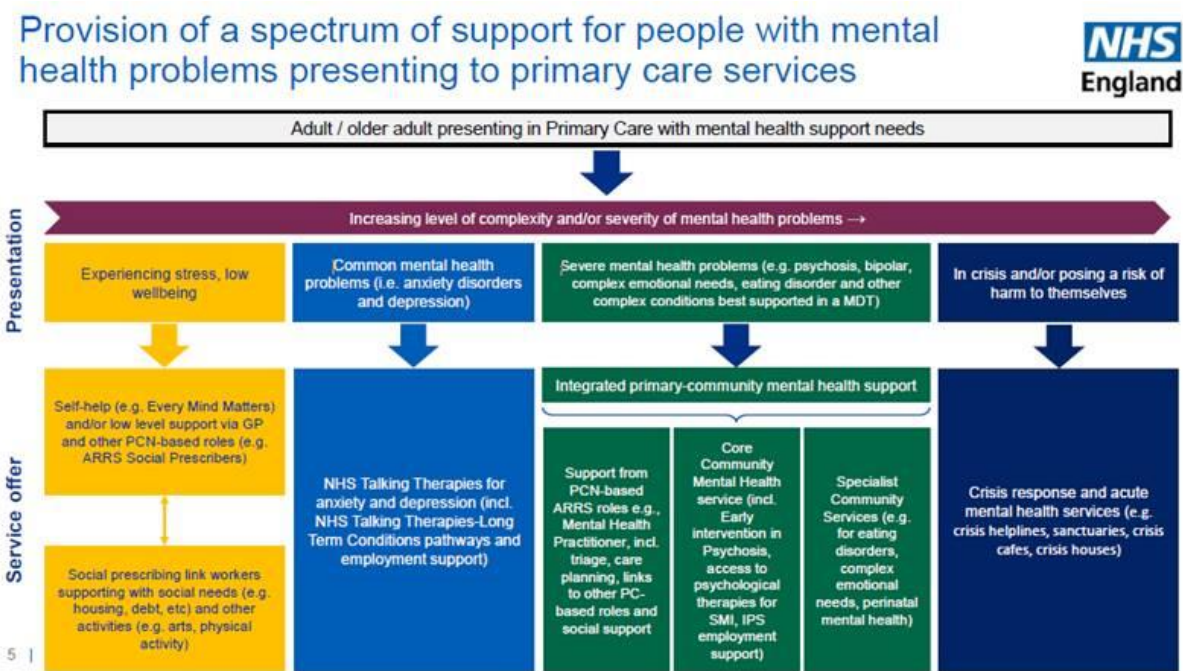 Provision of a spectrum of support for people with mental
health problems presenting to primary care services
NHS
England
Adult / older adult presenting in Primary Care with mental health support needs
Presentation
Increasing level of complexity and/or severity of mental health problems →
Experiencing stress, low
wellbeing
Common mental health
problems (i.e. anxiety disorders
and depression)
Severe mental health problems (e.g. psychosis, bipolar,
complex emotional needs, eating disorder and other
complex conditions best supported in a MDT)
In crisis and/or posing a risk of
harm to themselves
Service offer
Self-help (e.g. Every Mind Matters)
and/or low level support via GP
and other PCN-based roles (e.g.
ARRS Social Prescribers)
Social prescribing link workers
supporting with social needs (e.g.
housing, debt, etc) and other
activities (e.g. arts, physical
activity)
NHS Talking Therapies for
anxiety and depression (incl.
NHS Talking Therapies-Long
Term Conditions pathways and
employment support)
Integrated primary-community mental health support
Support from
PCN-based
ARRS roles e.g.,
Mental Health
Practitioner, incl.
triage, care
planning, links
to other PC-
based roles and
social support
Core
Community
Mental Health
service (incl.
Early
intervention in
Psychosis,
access to
psychological
therapies for
SMI, IPS
employment
support)
Specialist
Community
Services (e.g.
for eating
disorders,
complex
emotional
needs, perinatal
mental health)
Crisis response and acute
mental health services (e.g.
crisis helplines, sanctuaries, crisis
cafes, crisis houses)
5 |